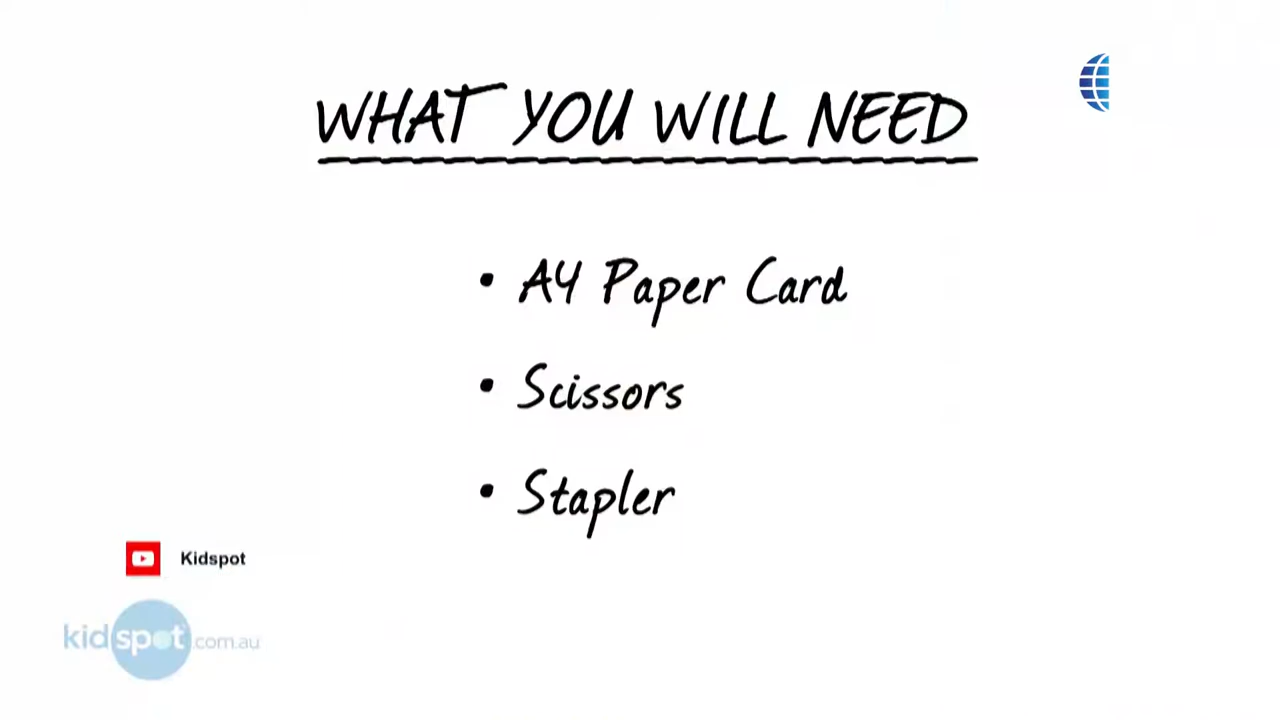 WHAT YOU WILL NEED
• A4 Paper Card
• Scissors
• Stapler
Kidspot
kidspot.com.au